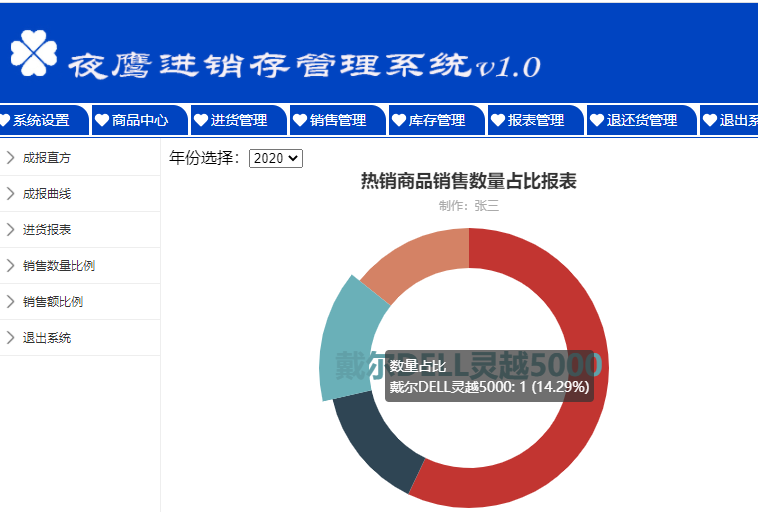 夜鹰进销存管理系统v1.0
系统设置 商品中心 进货管理 销售管理 库存管理 报表管理 退还货管理 退出系
成报直方
成报曲线
进货报表
销售数量比例
销售额比例
退出系统
年份选择： 2020
热销商品销售数量占比报表
制作：张三
戴尔DELL灵越5000
数量占比
戴尔DELL灵越5000: 1 (14.29%)